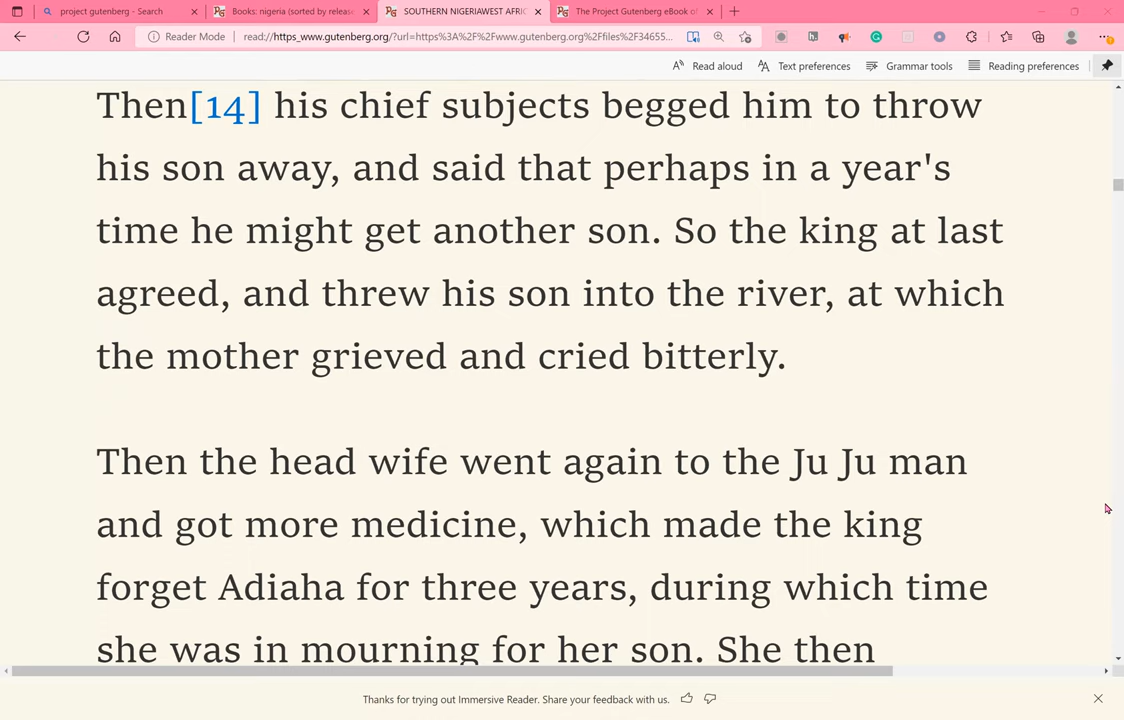 project gutenberg - Search
Books: nigeria (sorted by releas
SOUTHERN NIGERIAWEST AFRI
The Project Gutenberg eBook of
Reader Mode
read://https_www.gutenberg.org/?url=https%3A%2F%2Fwww.gutenberg.org%2Ffiles%2F34655...
Read aloud
Text preferences
Grammar tools
Reading preferences
Then[14] his chief subjects begged him to throw
his son away, and said that perhaps in a year's
time he might get another son. So the king at last
agreed, and threw his son into the river, at which
the mother grieved and cried bitterly.
Then the head wife went again to the Ju Ju man
and got more medicine, which made the king
forget Adiaha for three years, during which time
she was in mourning for her son. She then
Thanks for trying out Immersive Reader. Share your feedback with us.